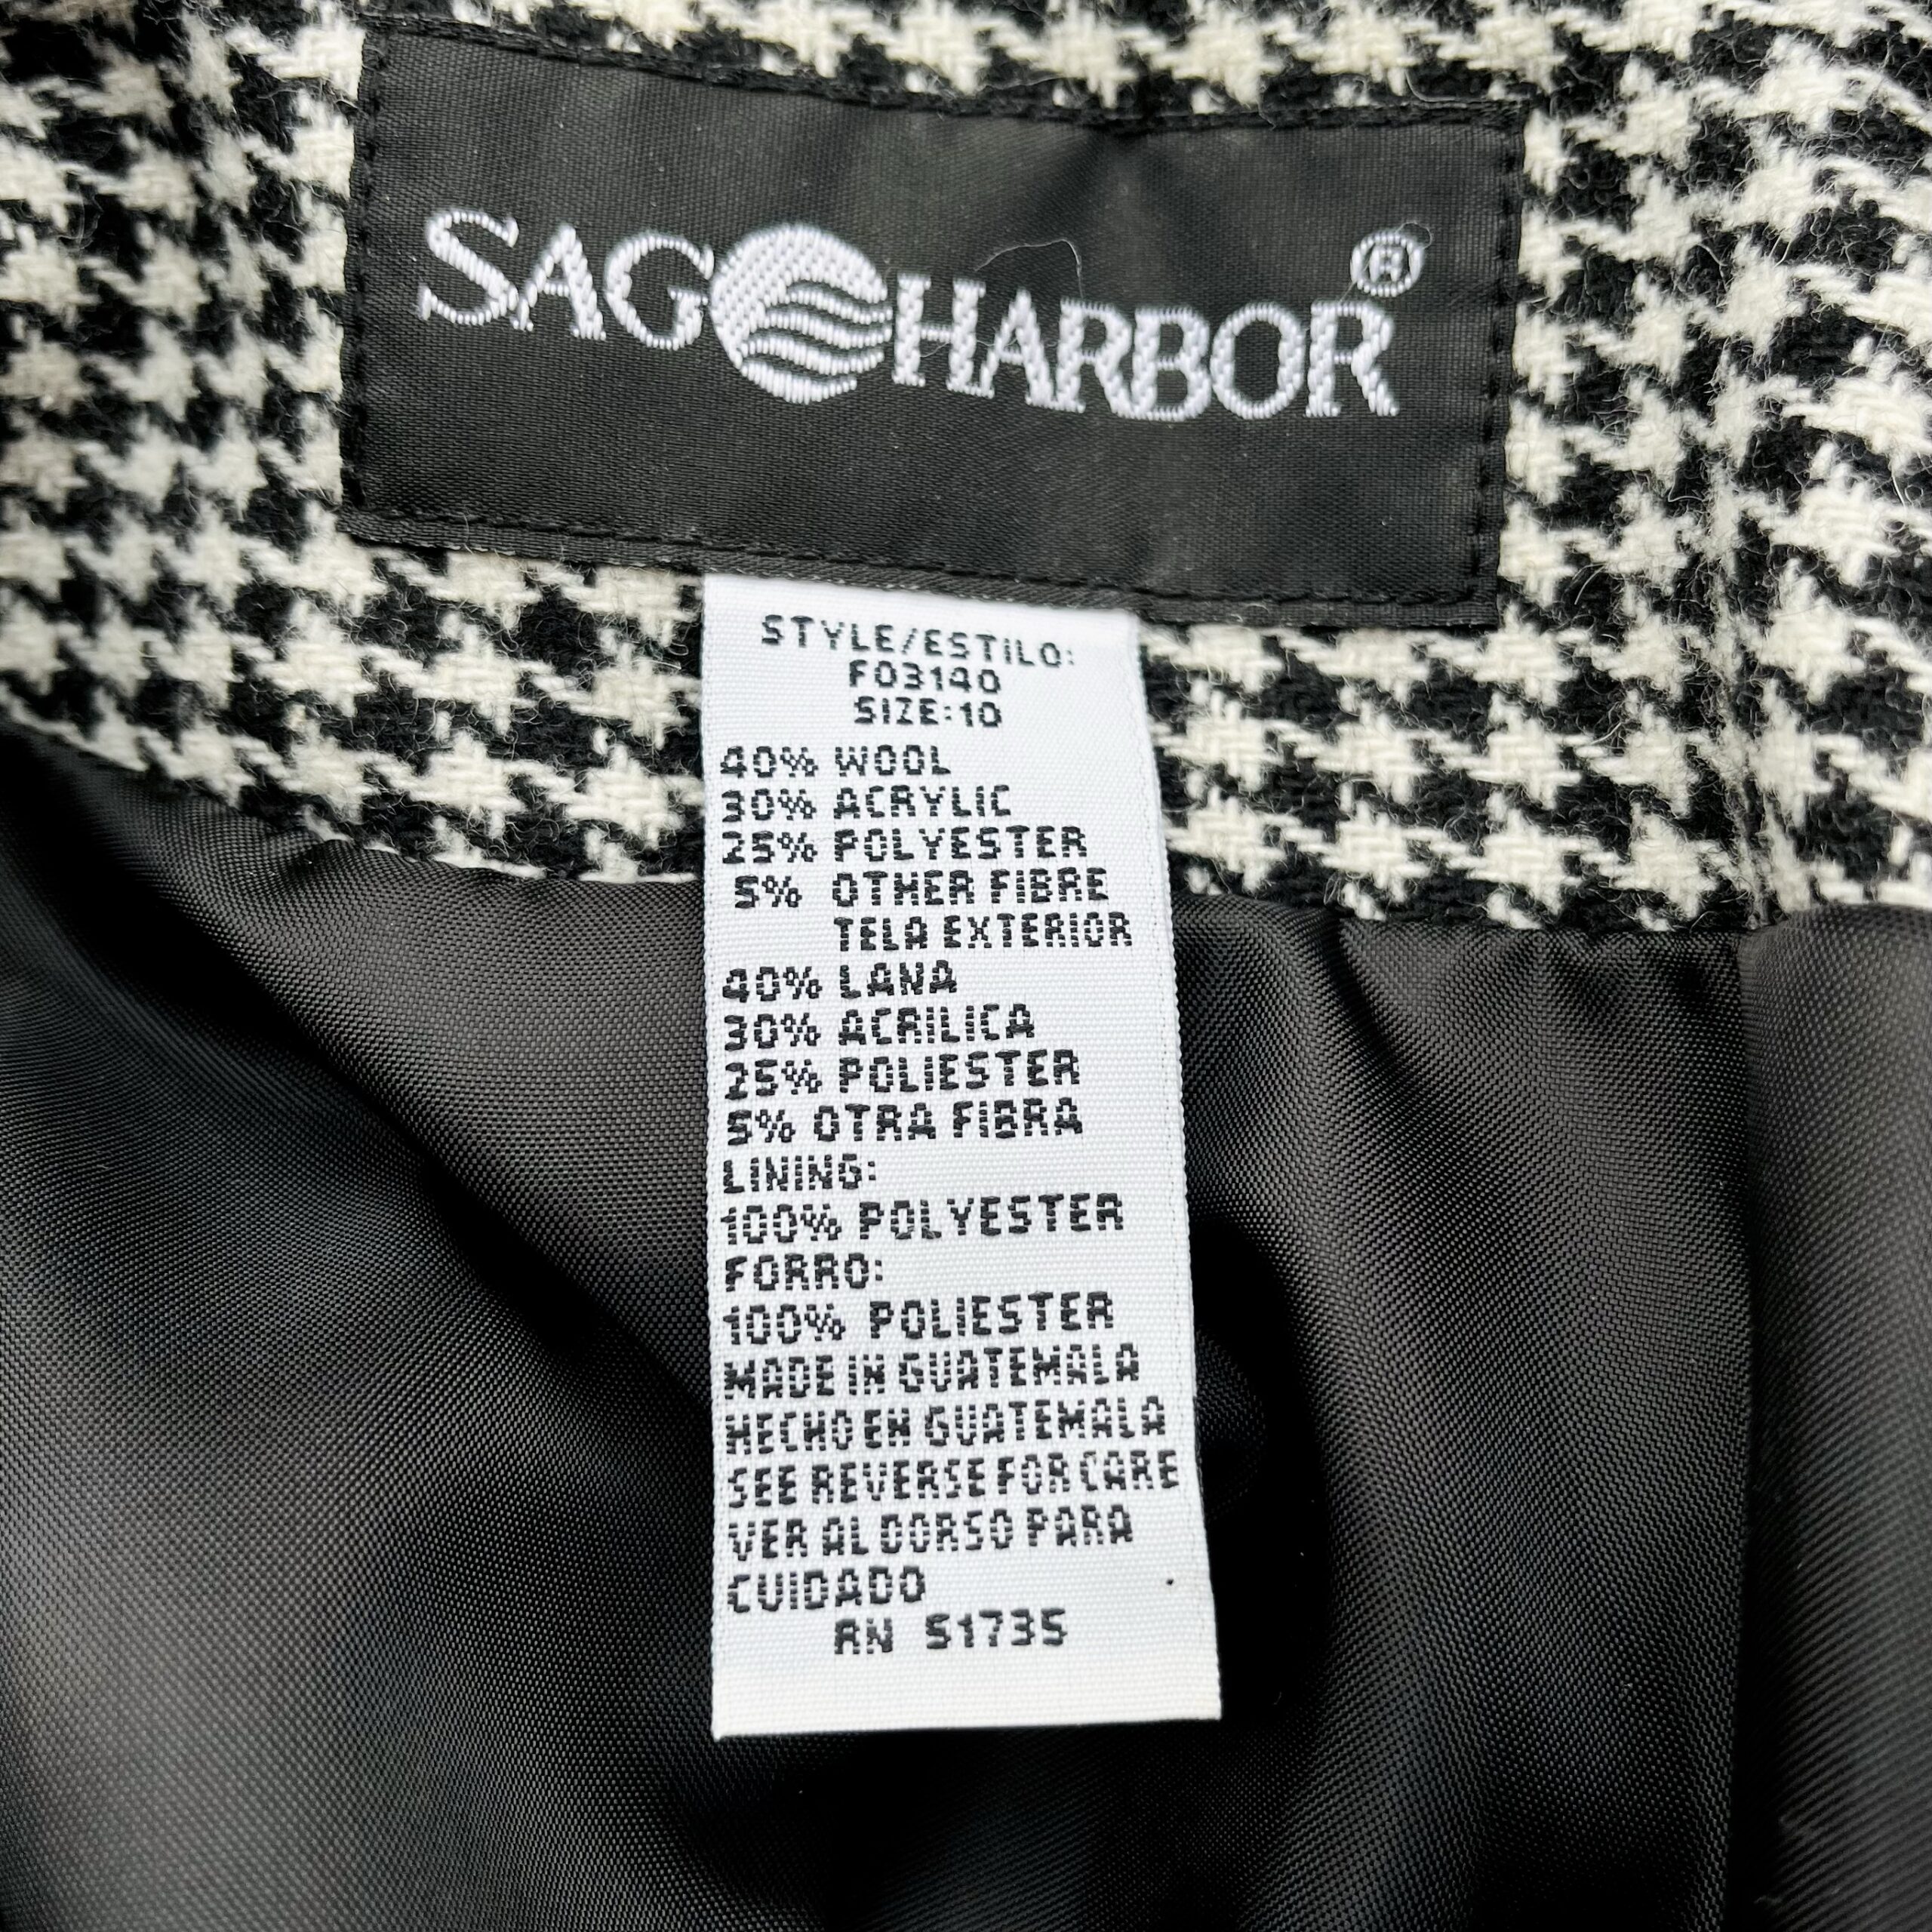 SAG HARBOR®
STYLE/ESTILO:
F03140
SIZE:10
40% WOOL
30% ACRYLIC
25% POLYESTER
5% OTHER FIBRE
TELA EXTERIOR
40% LANA
30% ACRILICA
25% POLIESTER
5% OTRA FIBRA
LINING:
100% POLYESTER
FORRO:
100% POLIESTER
MADE IN GUATEMALA
HECHO EN GUATEMALA
SEE REVERSE FOR CARE
VER AL DORSO PARA
CUIDADO
RN 51735